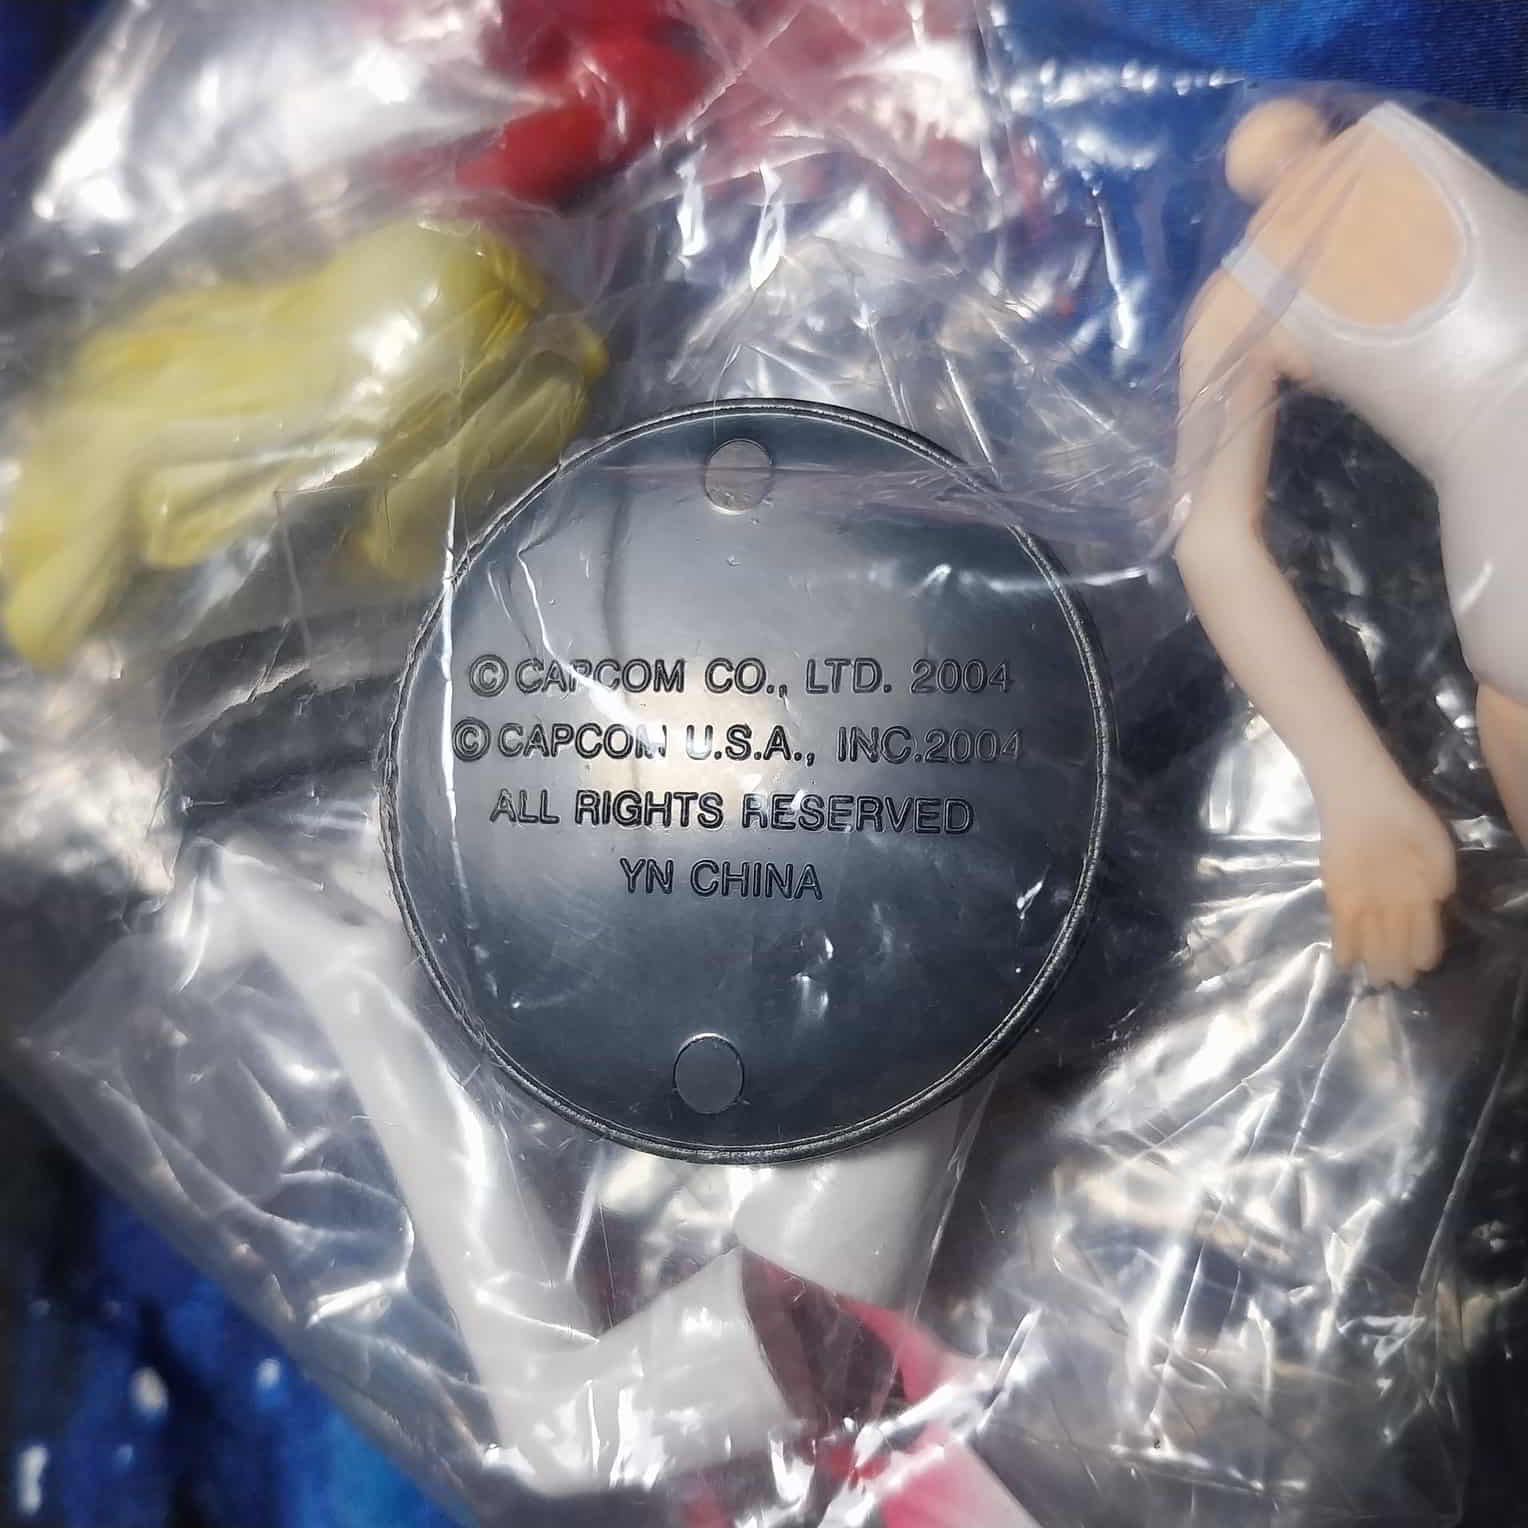 © CAPCOM CO., LTD. 2004
© CAPCOM U.S.A., INC.2004
ALL RIGHTS RESERVED
YN CHINA